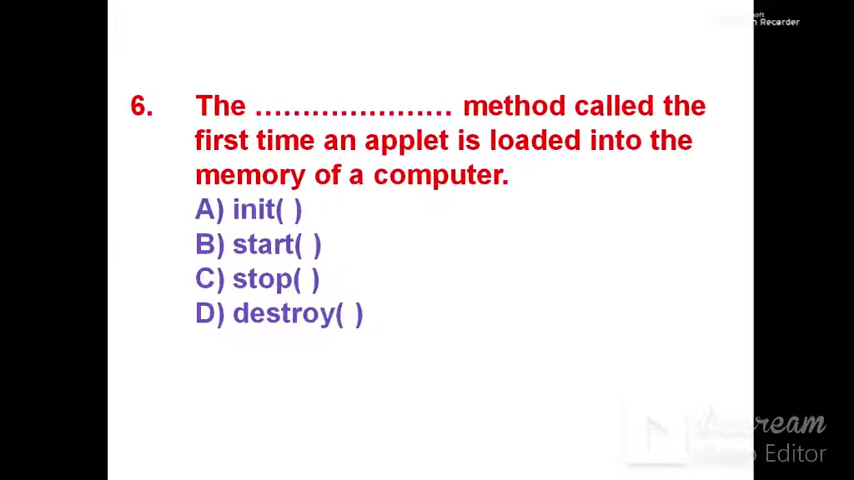 Recorder
6. The ………………… method called the
first time an applet is loaded into the
memory of a computer.
A) init( )
B) start( )
C) stop( )
D) destroy( )
Editor